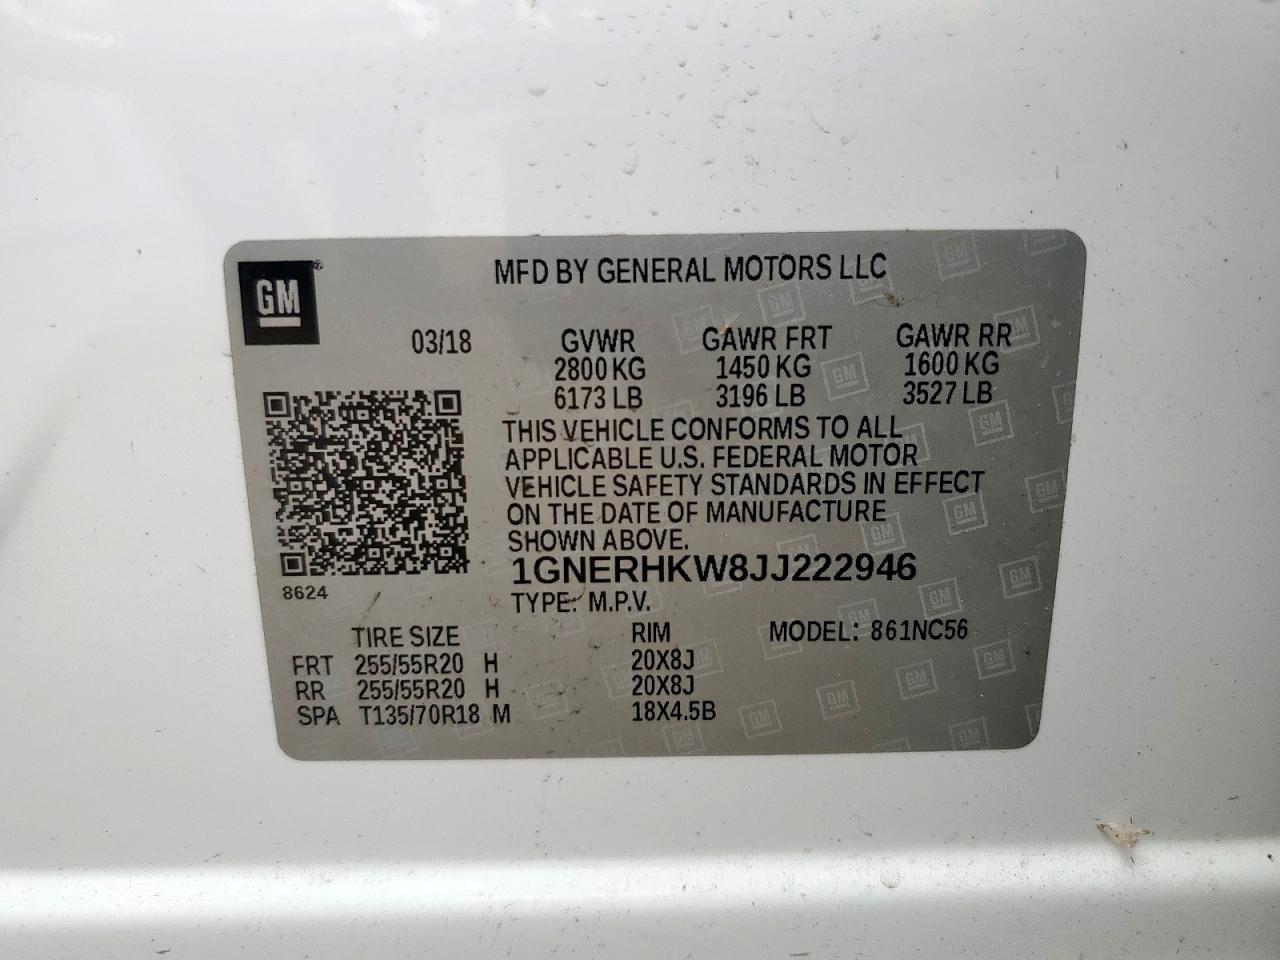 GM®
MFD BY GENERAL MOTORS LLC
03/18 GVWR GAWR FRT GAWR RR
2800 KG 1450 KG 1600 KG
6173 LB 3196 LB 3527 LB
THIS VEHICLE CONFORMS TO ALL
APPLICABLE U.S. FEDERAL MOTOR
VEHICLE SAFETY STANDARDS IN EFFECT
ON THE DATE OF MANUFACTURE
SHOWN ABOVE.
8624
1GNERHKW8JJ222946
TYPE: M.P.V.
TIRE SIZE RIM MODEL: 861NC56
FRT 255/55R20 H 20X8J
RR 255/55R20 H 20X8J
SPA T135/70R18 M 18X4.5B